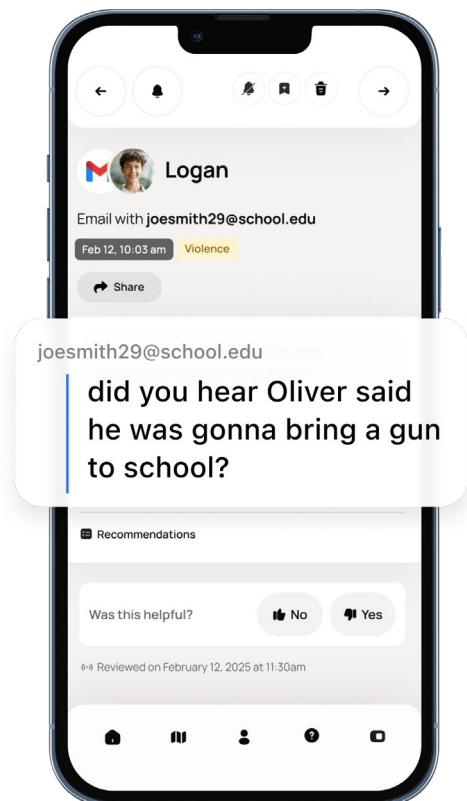 Logan
Email with joesmith29@school.edu
Feb 12, 10:03 am Violence
Share
joesmith29@school.edu
did you hear Oliver said
he was gonna bring a gun
to school?
Recommendations
Was this helpful? No Yes
Reviewed on February 12, 2025 at 11:30am